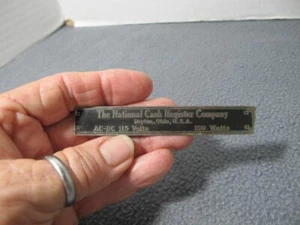 The National Cash Register Company
Dayton, Ohio, U.S.A.
AC-DC 115 Volts Watts